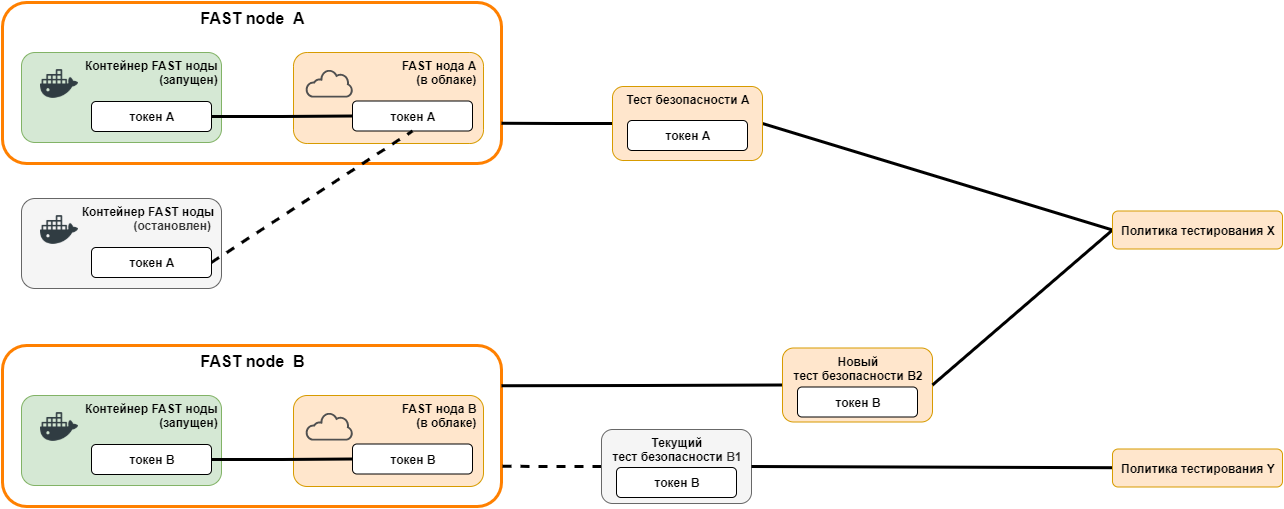 FAST node A
Контейнер FAST ноды
(запущен)
токен A
FAST нода A
(в облаке)
токен A
Тест безопасности A
токен A
Контейнер FAST ноды
(остановлен)
токен A
Политика тестирования X
FAST node B
Контейнер FAST ноды
(запущен)
токен B
FAST нода B
(в облаке)
токен B
Новый
тест безопасности B2
токен B
Текущий
тест безопасности B1
токен B
Политика тестирования Y